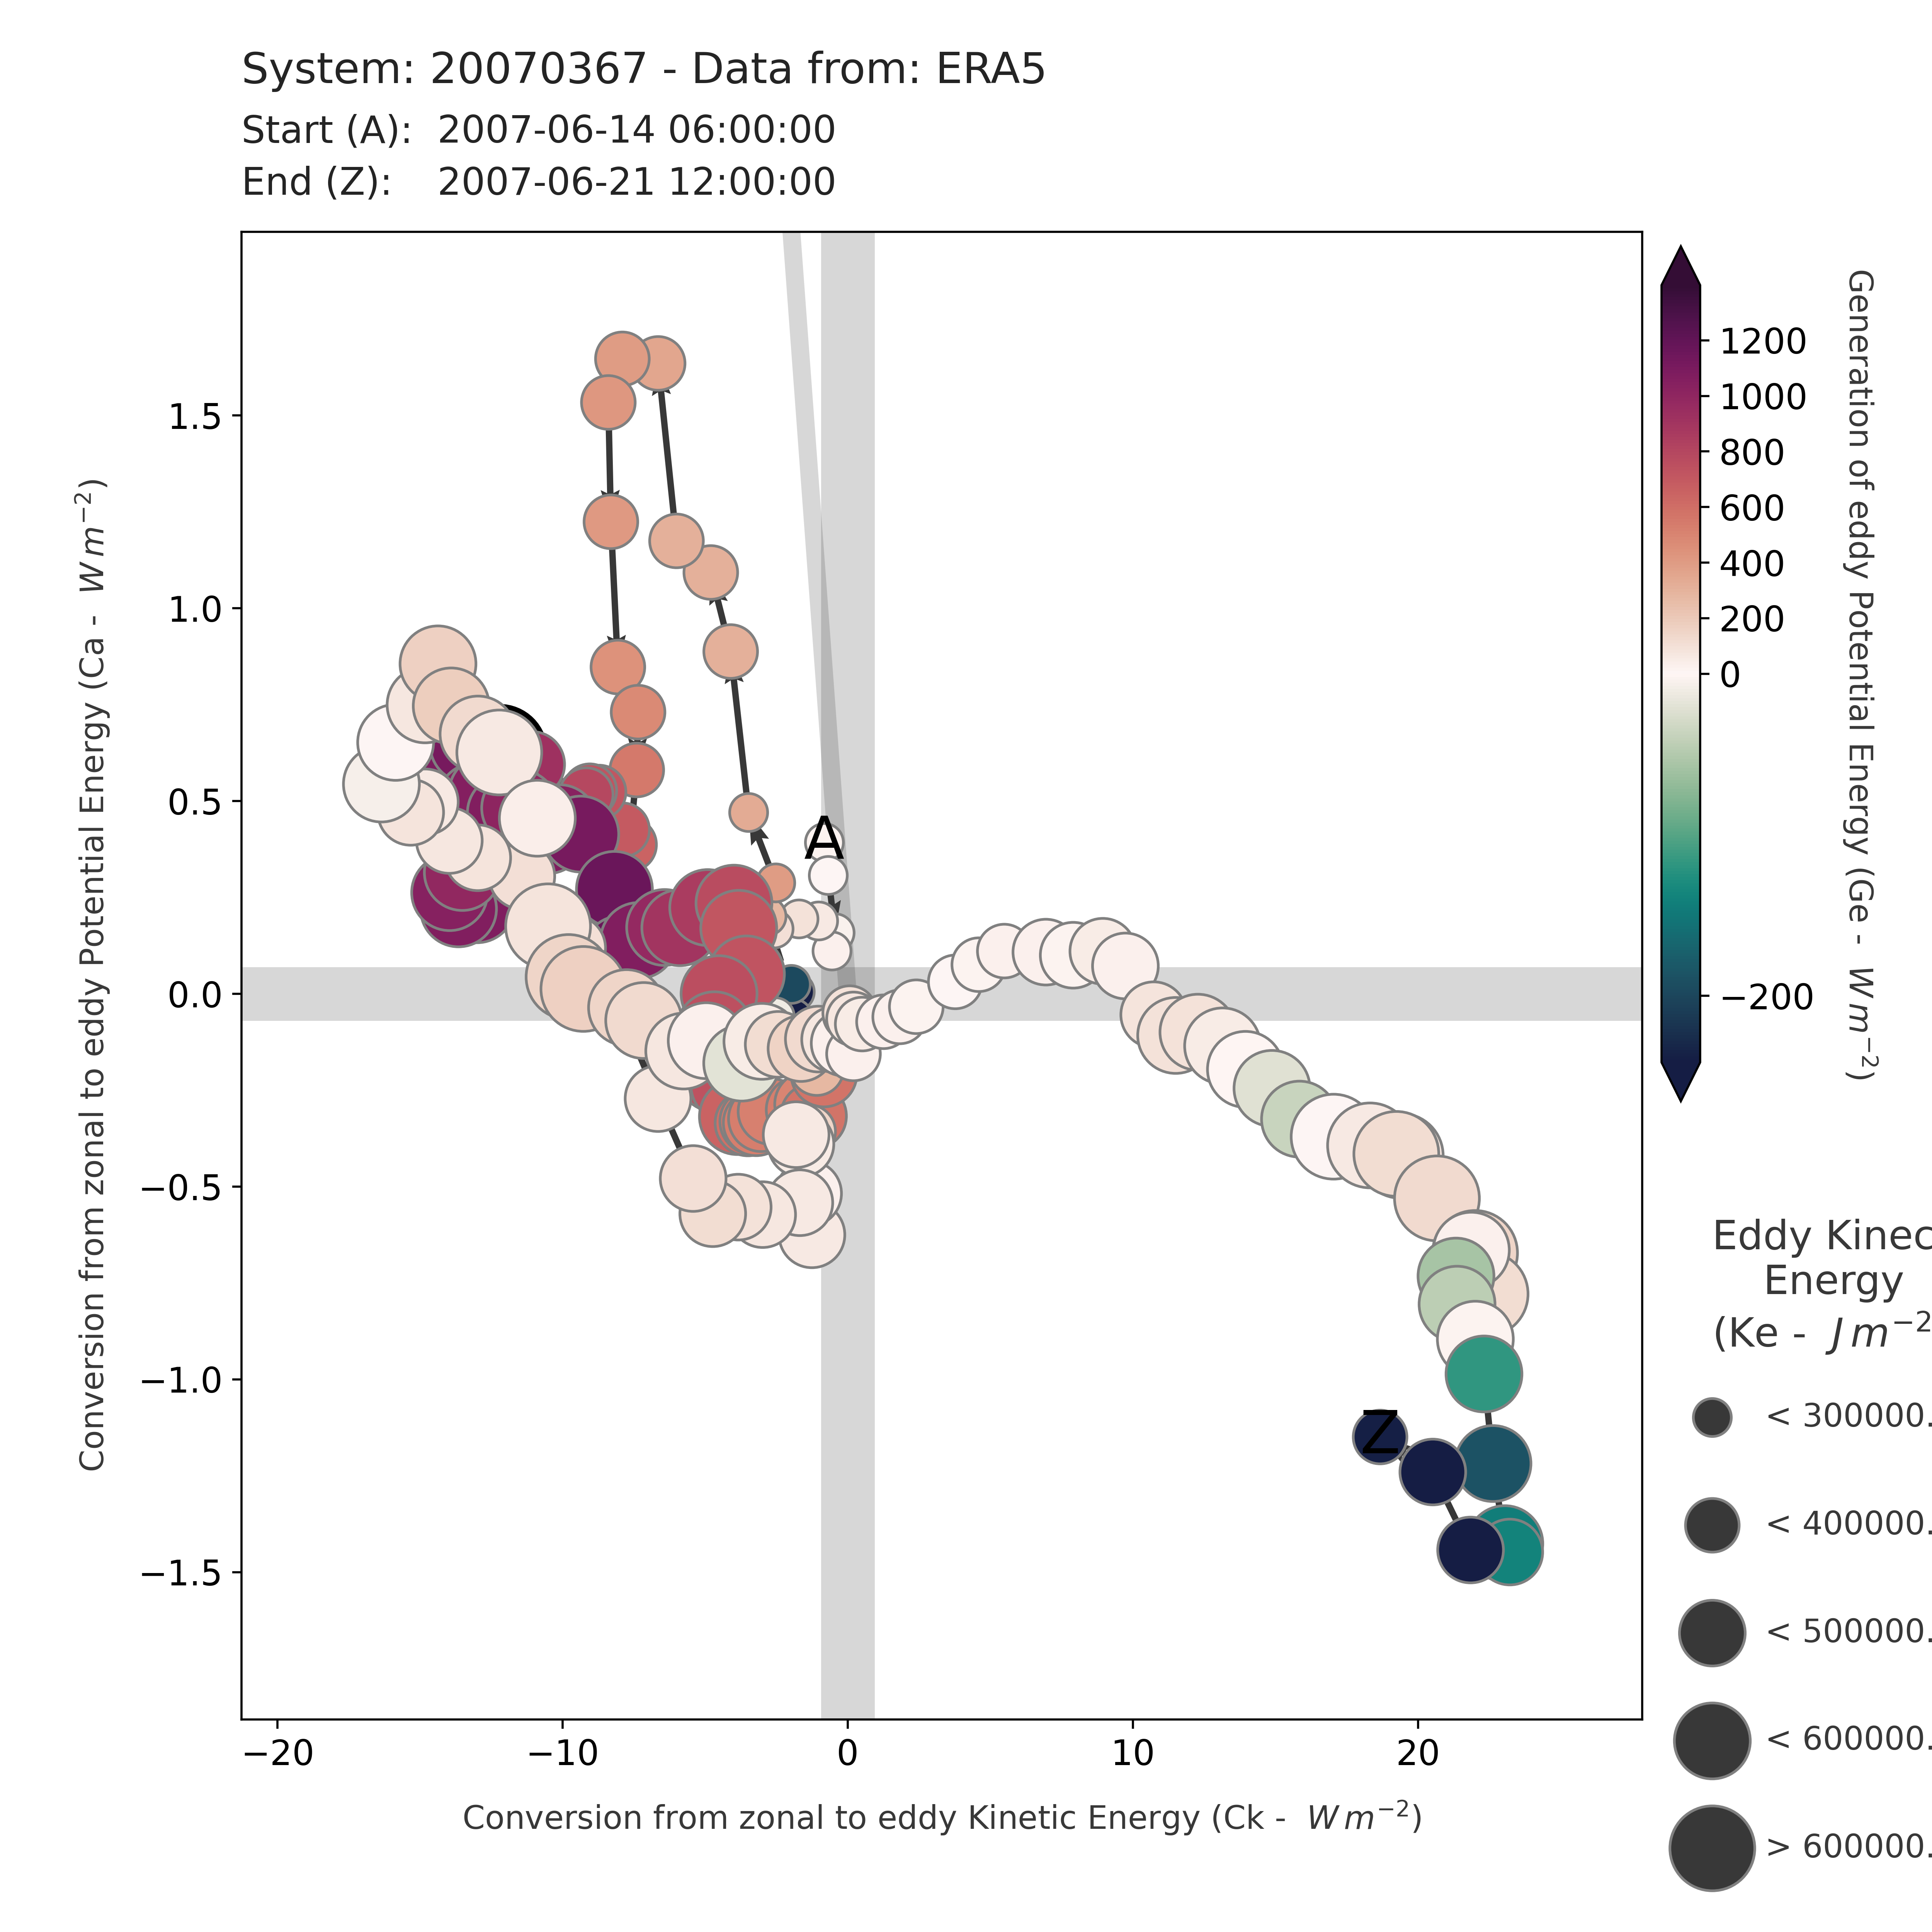 System: 20070367 - Data from: ERA5
Start (A): 2007-06-14 06:00:00
End (Z): 2007-06-21 12:00:00
Conversion from zonal to eddy Potential Energy (Ca - W m⁻²)
1.5
1.0
0.5
0.0
−0.5
−1.0
−1.5
A
Z
−20
−10
0
10
20
Conversion from zonal to eddy Kinetic Energy (Ck - W m⁻²)
1200
1000
800
600
400
200
0
−200
Generation of eddy Potential Energy (Ge - W m⁻²)
Eddy Kinec
Energy
(Ke - J m⁻²
< 300000.
< 400000.
< 500000.
< 600000.
> 600000.